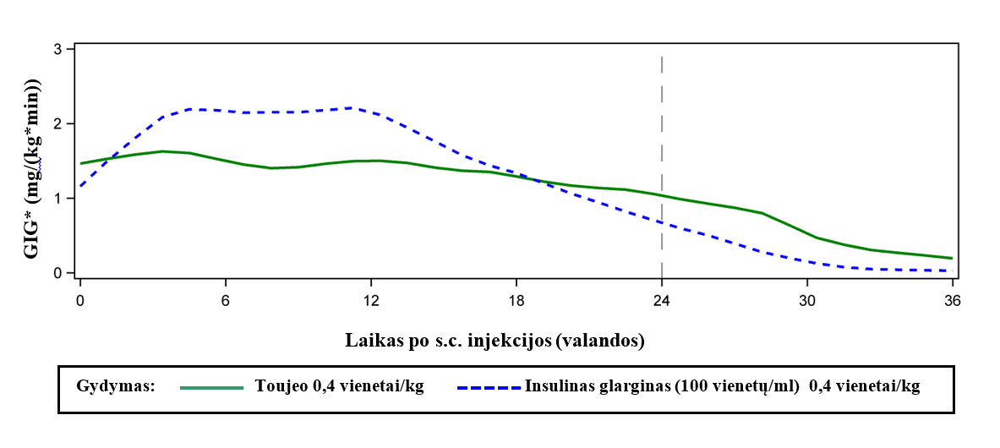 3
2
1
0
GIG* (mg/(kg*min))
0 6 12 18 24 30 36
Laikas po s.c. injekcijos (valandos)
Gydymas: Toujeo 0,4 vienetai/kg Insulinas glarginas (100 vienetų/ml) 0,4 vienetai/kg